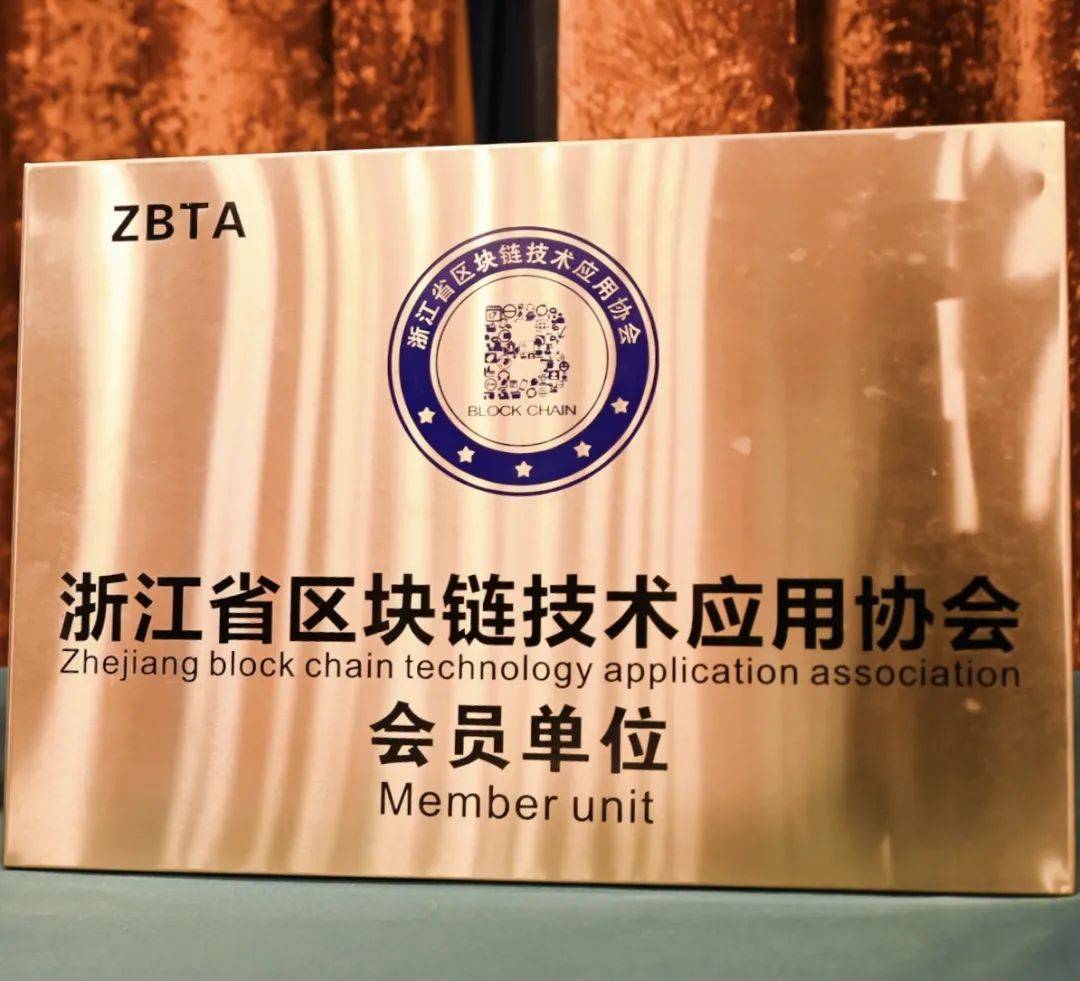 ZBTA
浙江省区块链技术应用协会
BLOCK CHAIN
浙江省区块链技术应用协会
Zhejiang block chain technology application association
会员单位
Member unit